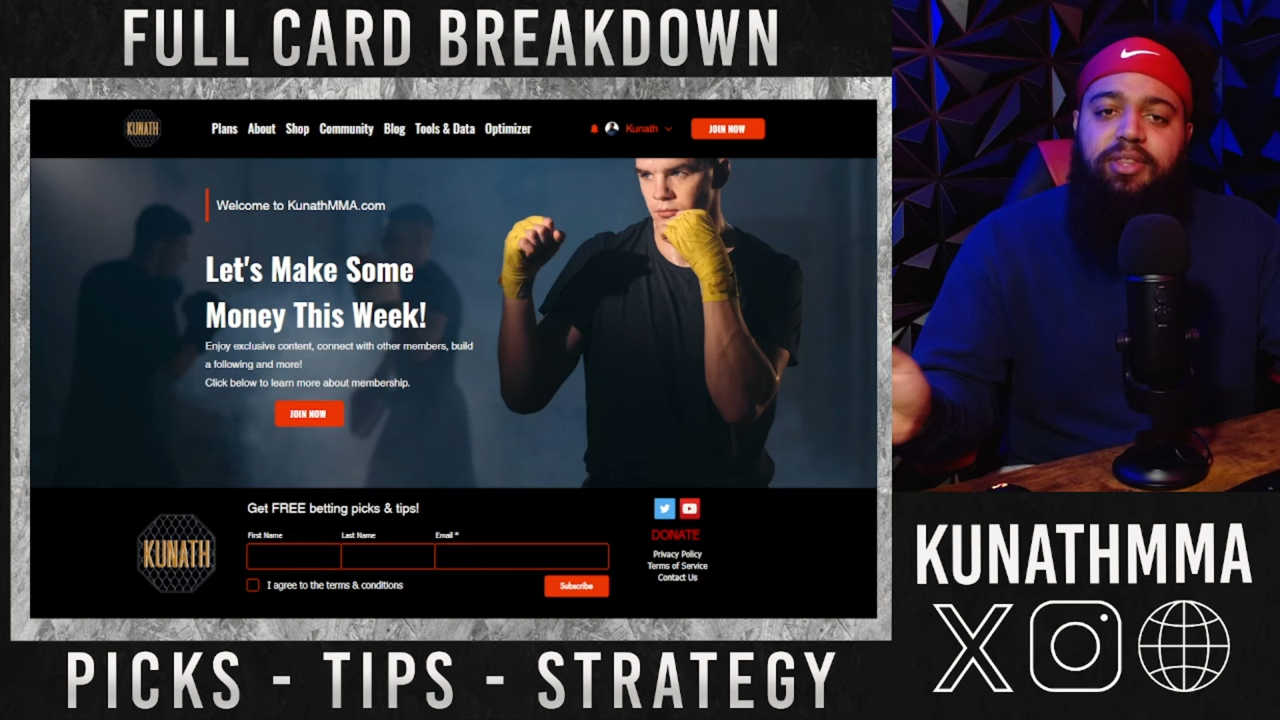 FULL CARD BREAKDOWN
KUNATH
Plans About Shop Community Blog Tools & Data Optimizer
Kunath
JOIN NOW
Welcome to KunathMMA.com
Let's Make Some
Money This Week!
Enjoy exclusive content, connect with other members, build
a following and more!
Click below to learn more about membership.
JOIN NOW
Get FREE betting picks & tips!
First Name Last Name Email *
I agree to the terms & conditions
Subscribe
KUNATH
DONATE
Privacy Policy
Terms of Service
Contact Us
KUNATHMMA
PICKS - TIPS - STRATEGY